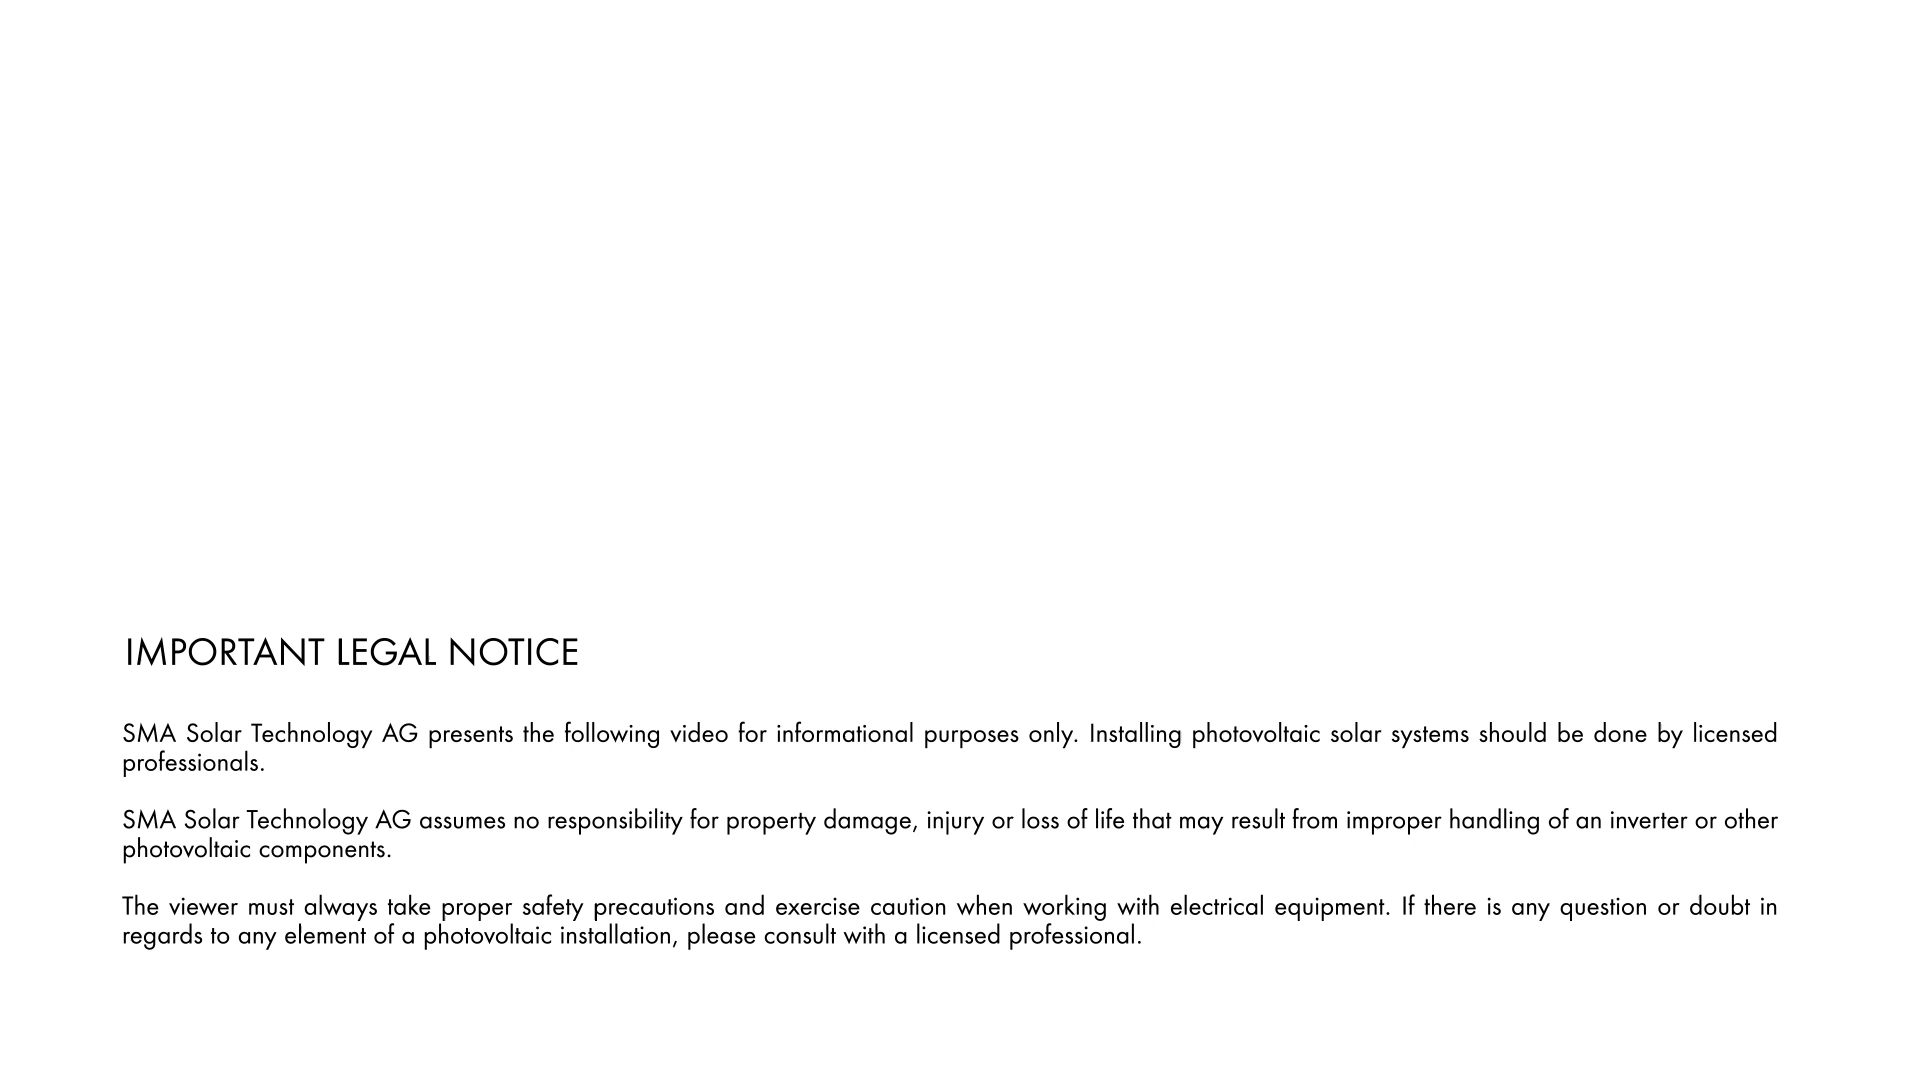 IMPORTANT LEGAL NOTICE
SMA Solar Technology AG presents the following video for informational purposes only. Installing photovoltaic solar systems should be done by licensed
professionals.
SMA Solar Technology AG assumes no responsibility for property damage, injury or loss of life that may result from improper handling of an inverter or other
photovoltaic components.
The viewer must always take proper safety precautions and exercise caution when working with electrical equipment. If there is any question or doubt in
regards to any element of a photovoltaic installation, please consult with a licensed professional.